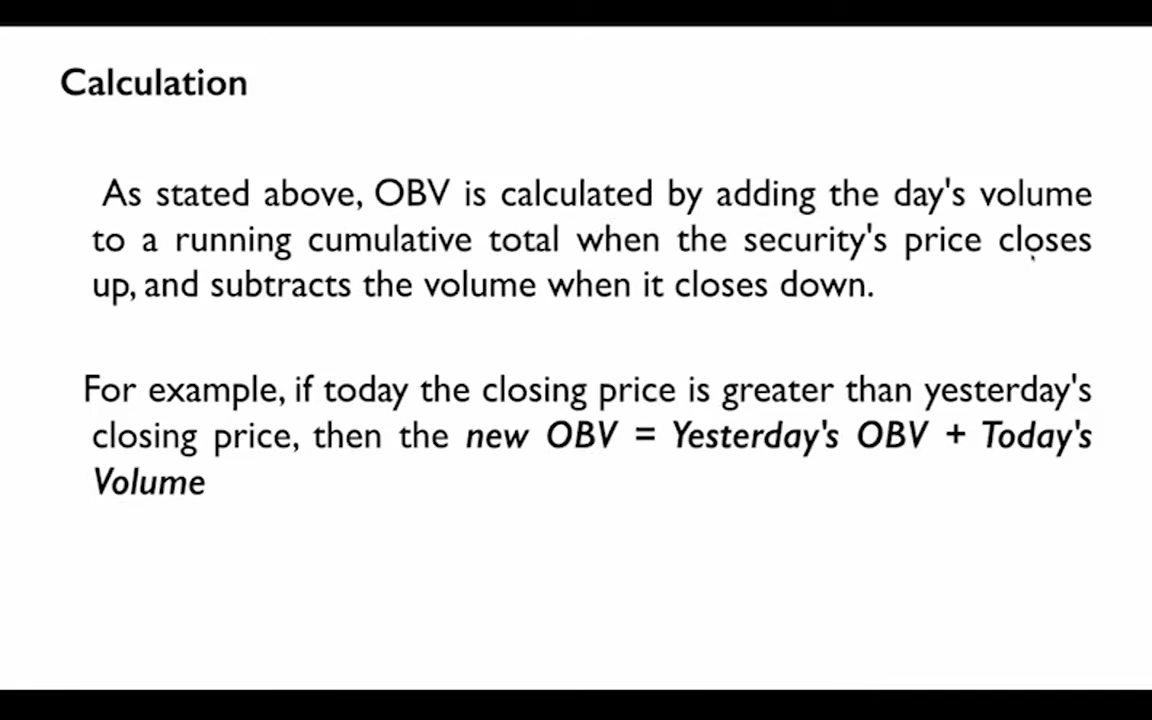 Calculation
As stated above, OBV is calculated by adding the day's volume
to a running cumulative total when the security's price closes
up, and subtracts the volume when it closes down.
For example, if today the closing price is greater than yesterday's
closing price, then the new OBV = Yesterday's OBV + Today's
Volume